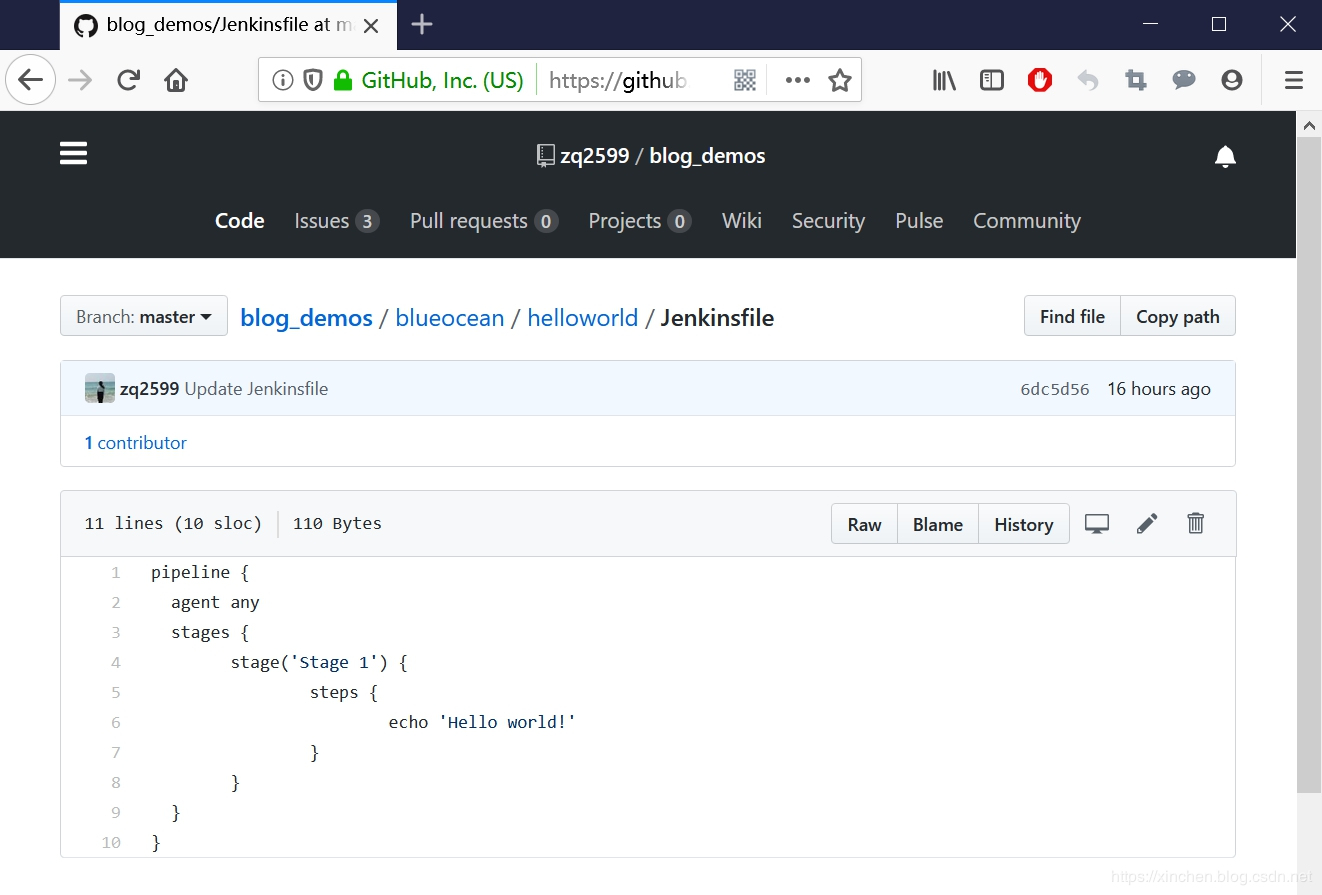 blog_demos/Jenkinsfile at m
GitHub, Inc. (US) https://github
zq2599 / blog_demos
Code Issues 3 Pull requests 0 Projects 0 Wiki Security Pulse Community
Branch: master blog_demos / blueocean / helloworld / Jenkinsfile Find file Copy path
zq2599 Update Jenkinsfile 6dc5d56 16 hours ago
1 contributor
11 lines (10 sloc) 110 Bytes Raw Blame History
1 pipeline {
2 agent any
3 stages {
4 stage('Stage 1') {
5 steps {
6 echo 'Hello world!'
7 }
8 }
9 }
10 }
https://xinchen.blog.csdn.net